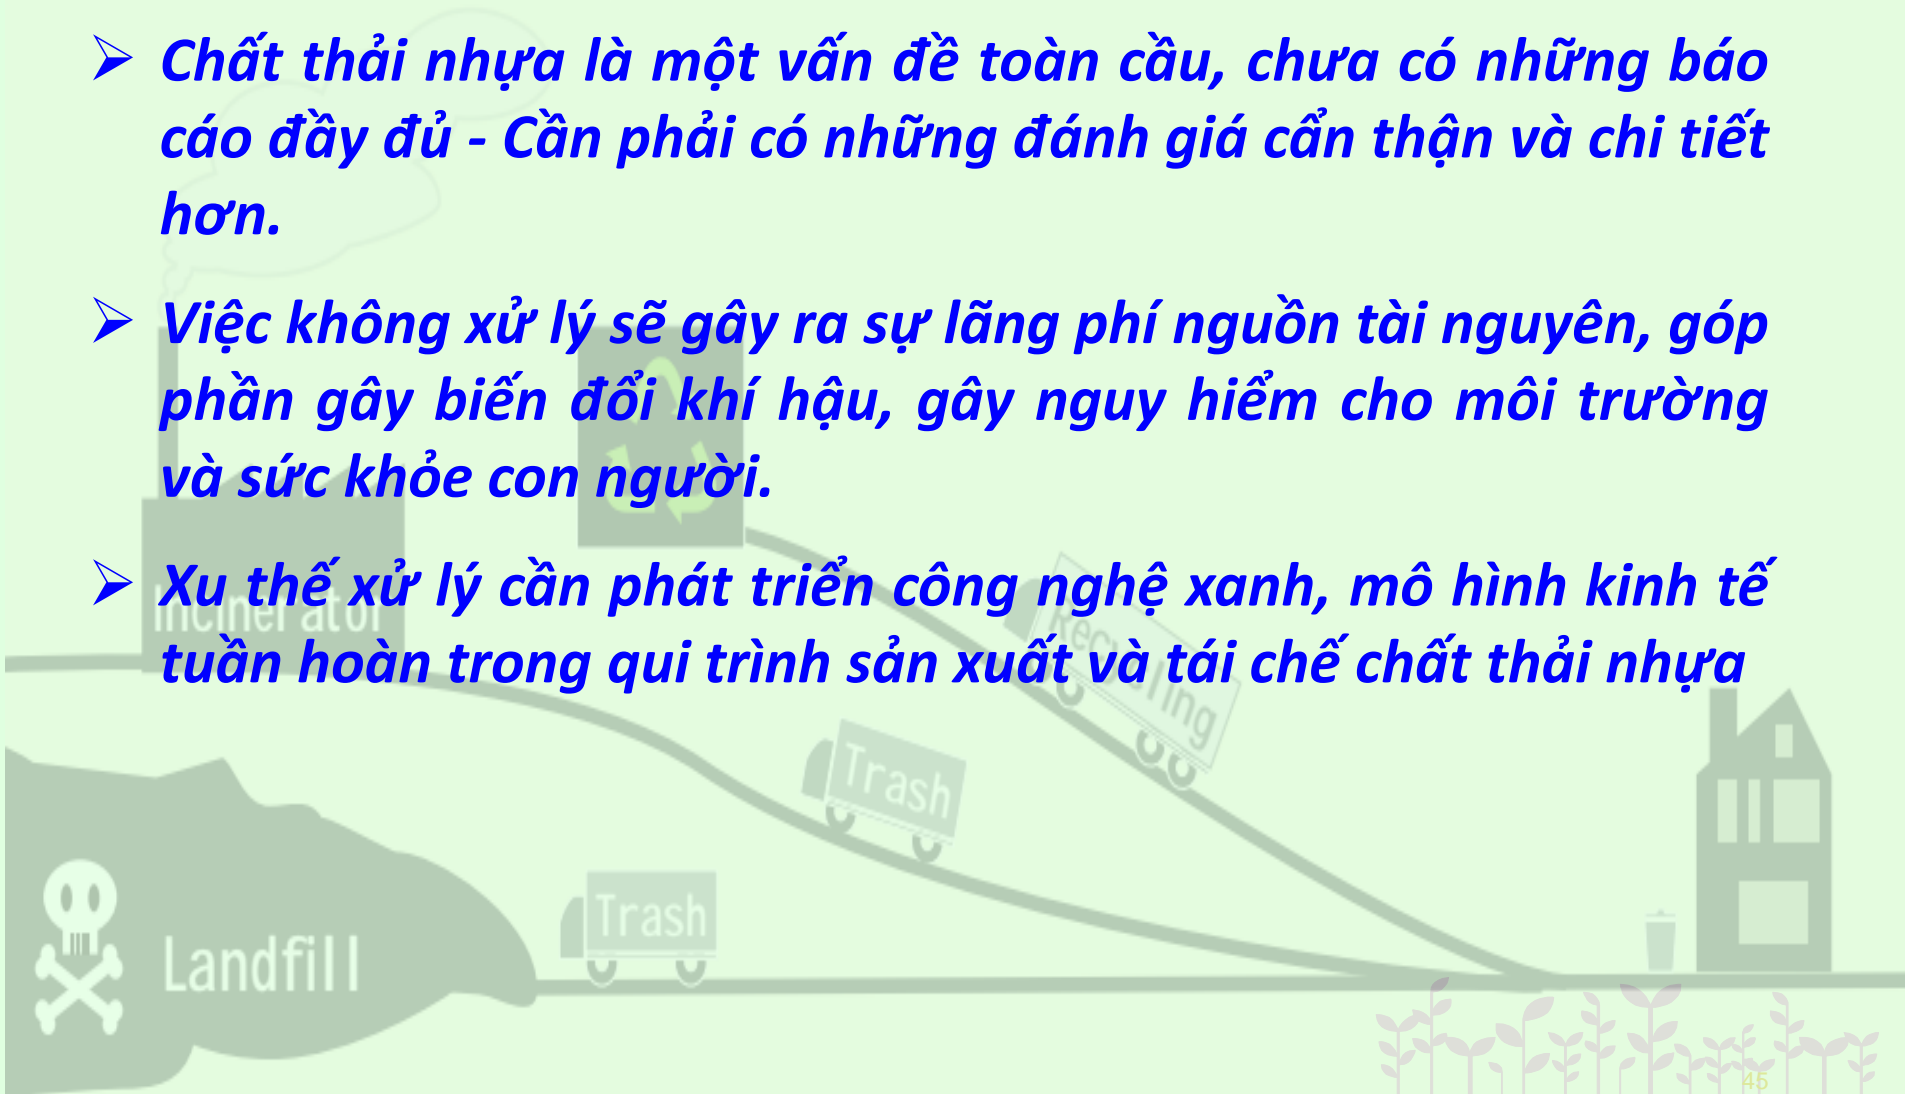 ➢ Chất thải nhựa là một vấn đề toàn cầu, chưa có những báo
cáo đầy đủ - Cần phải có những đánh giá cẩn thận và chi tiết
hơn.
➢ Việc không xử lý sẽ gây ra sự lãng phí nguồn tài nguyên, góp
phần gây biến đổi khí hậu, gây nguy hiểm cho môi trường
và sức khỏe con người.
➢ Xu thế xử lý cần phát triển công nghệ xanh, mô hình kinh tế
tuần hoàn trong qui trình sản xuất và tái chế chất thải nhựa
Incinerator
Recycling
Trash
Trash
Landfill
45